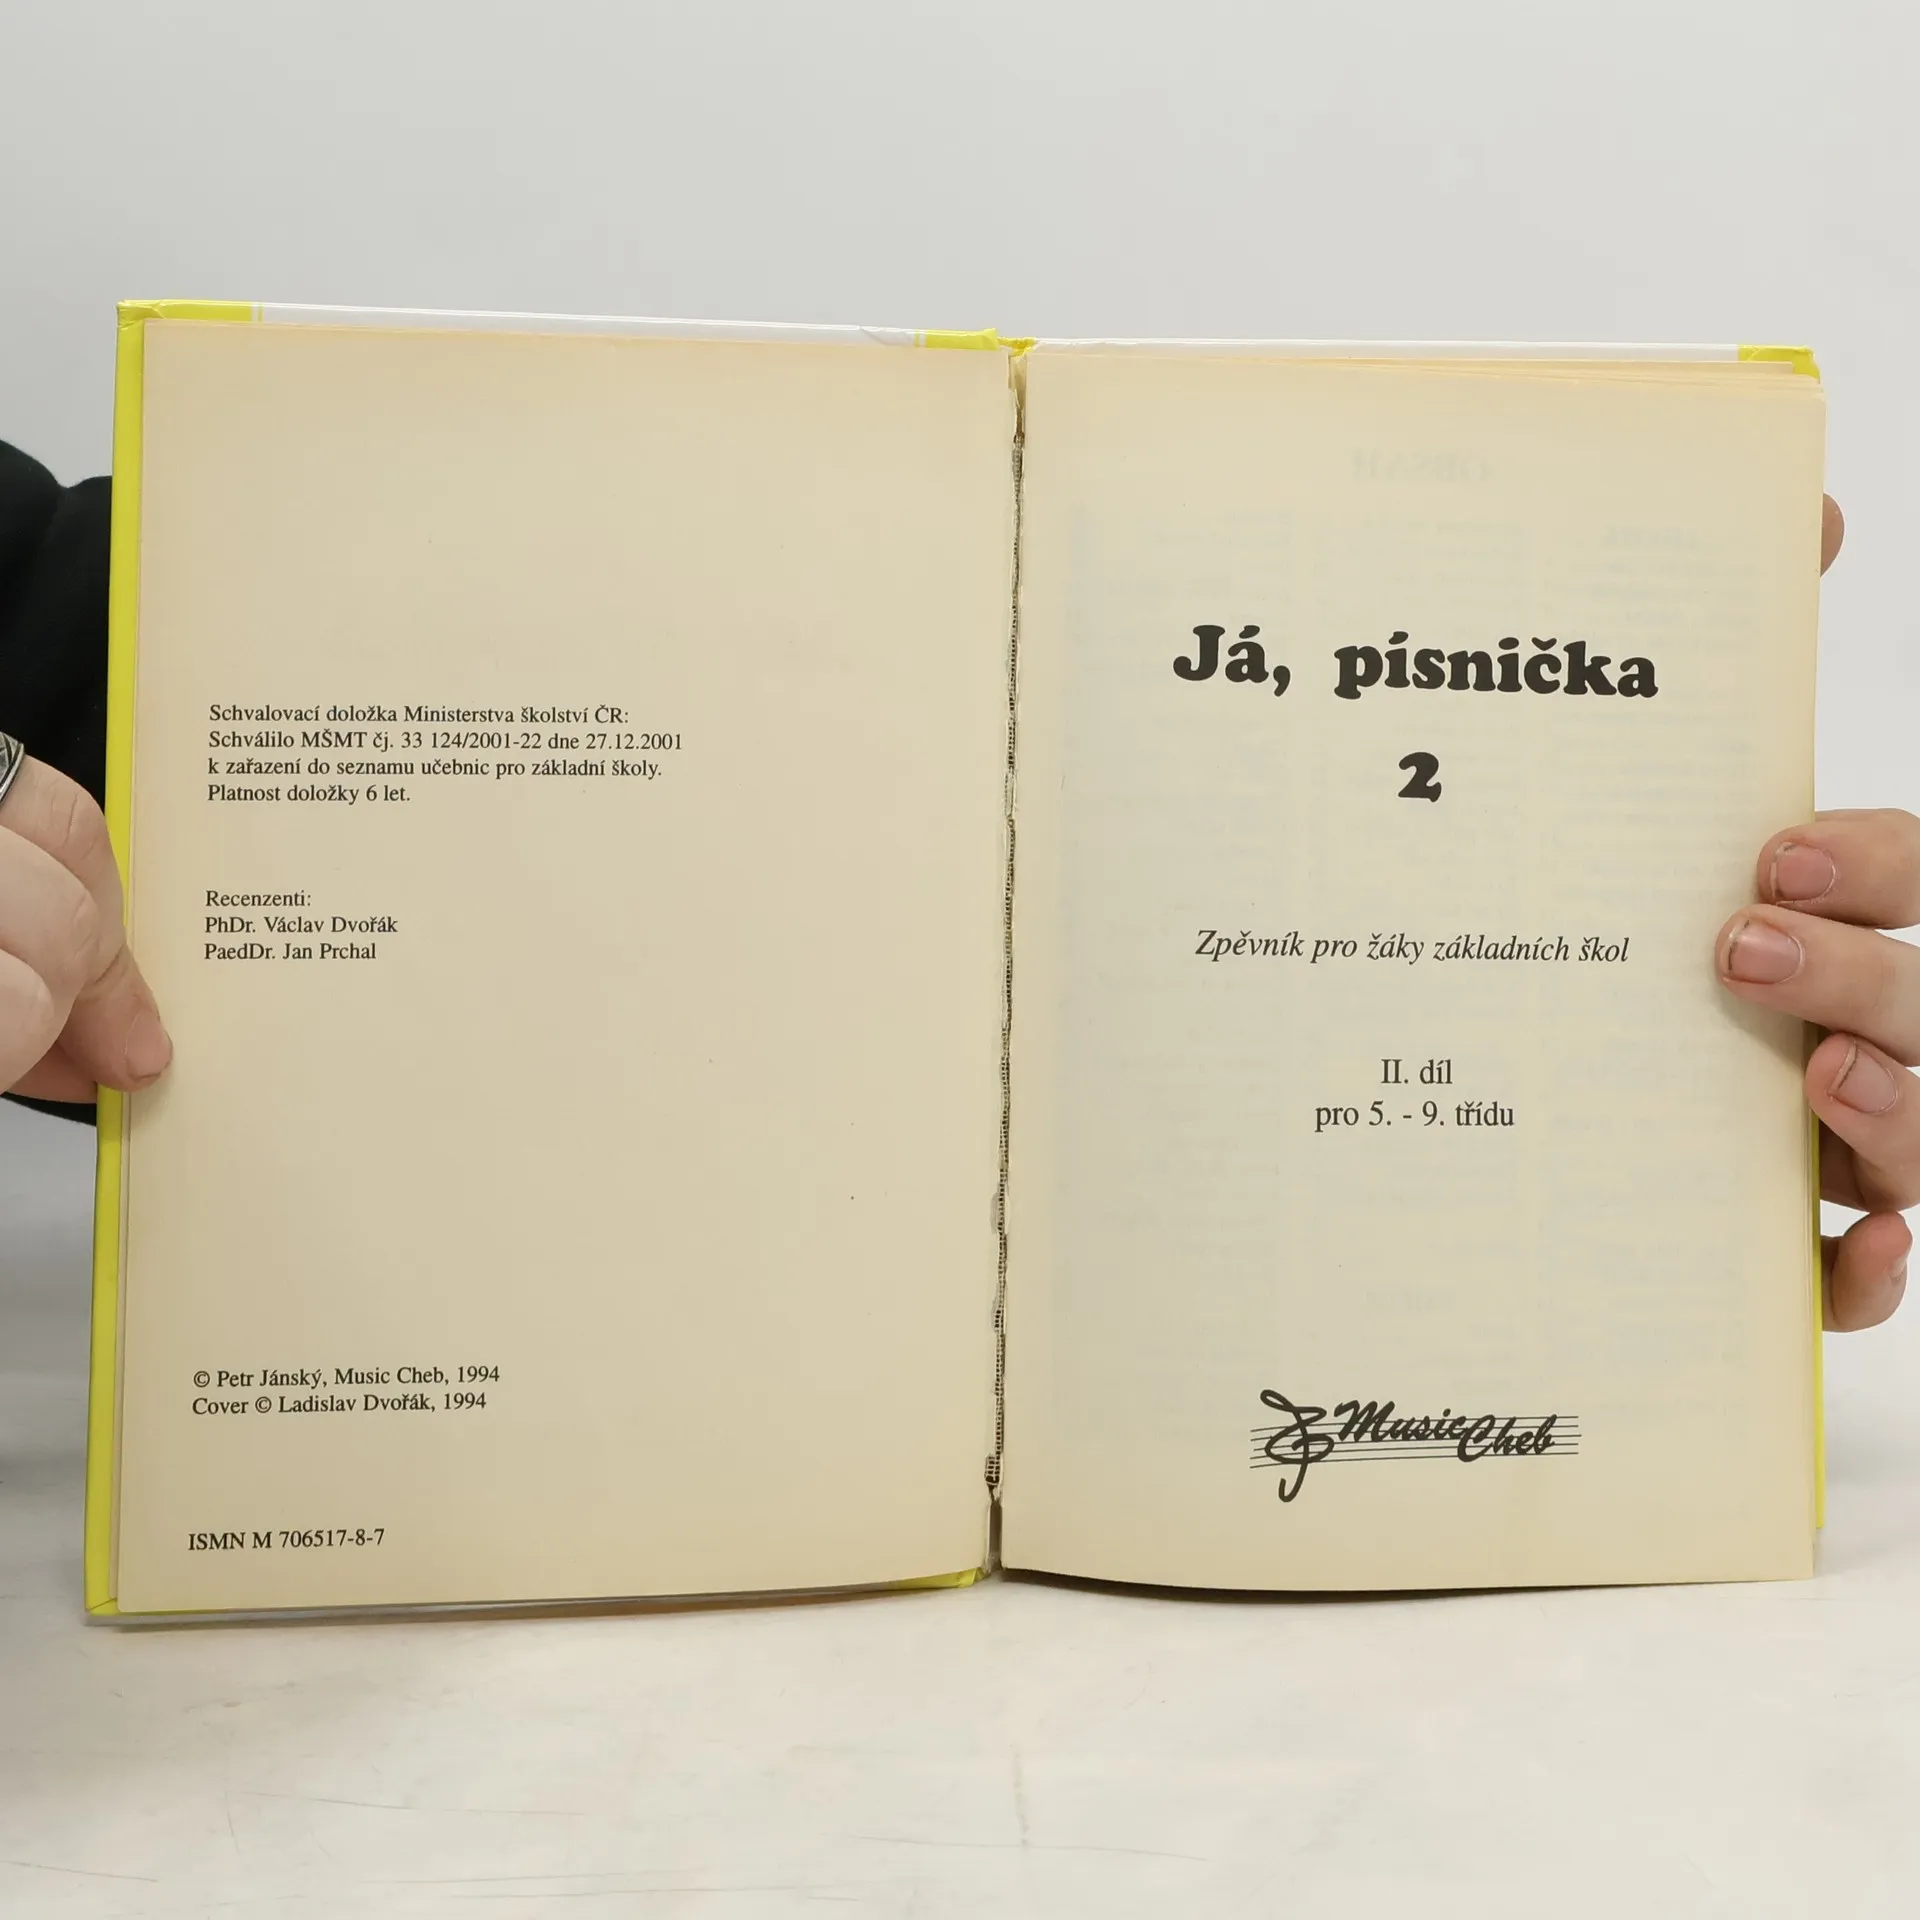 Schvalovací doložka Ministerstva školství ČR:
Schválilo MŠMT čj. 33 124/2001-22 dne 27.12.2001
k zařazení do seznamu učebnic pro základní školy.
Platnost doložky 6 let.
Recenzenti:
PhDr. Václav Dvořák
PaedDr. Jan Prchal
© Petr Jánský, Music Cheb, 1994
Cover © Ladislav Dvořák, 1994
ISMN M 706517-8-7
Já, písnička
2
Zpěvník pro žáky základních škol
II. díl
pro 5. - 9. třídu
Music Cheb